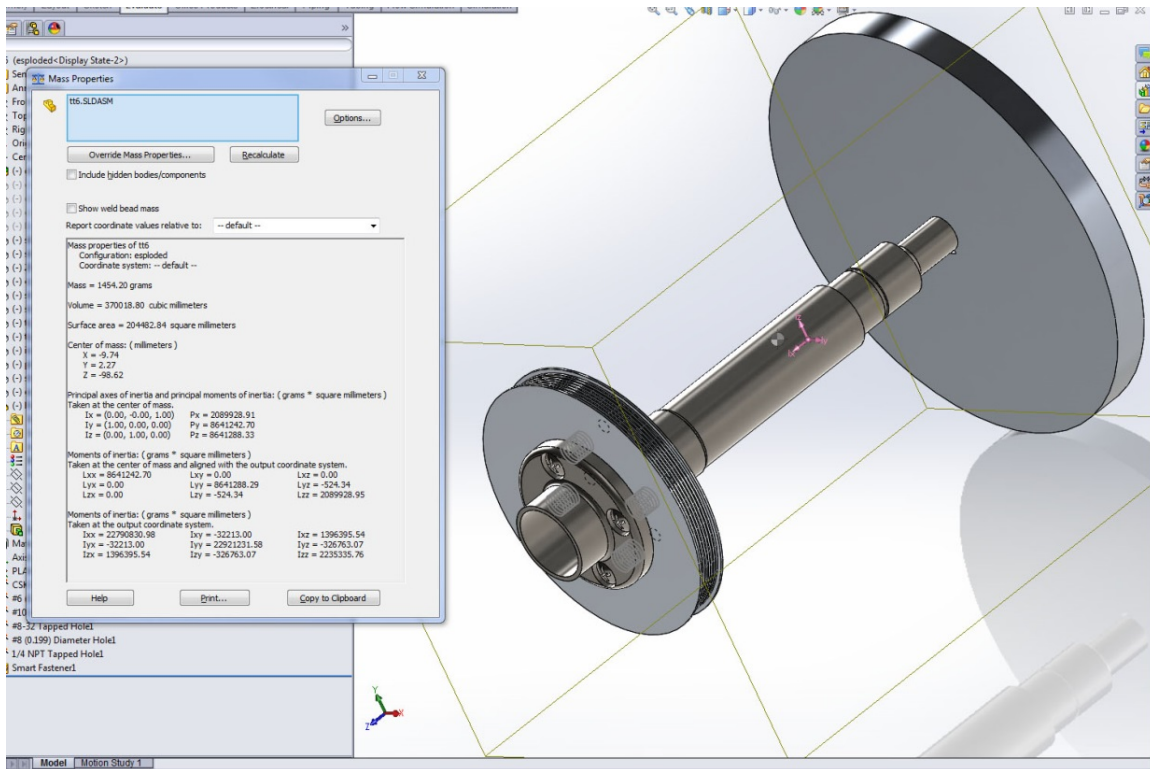 (esploded<Display State-2>)
Mass Properties
tt6.SLDASM
Options...
Override Mass Properties...
Recalculate
Include hidden bodies/components
Show weld bead mass
Report coordinate values relative to:
-- default --
Mass properties of tt6
Configuration: esploded
Coordinate system: -- default --
Mass = 1454.20 grams
Volume = 370018.80 cubic millimeters
Surface area = 204482.84 square millimeters
Center of mass: ( millimeters )
X = -9.74
Y = 2.27
Z = -98.62
Principal axes of inertia and principal moments of inertia: ( grams * square millimeters )
Taken at the center of mass.
Ix = (0.00, -0.00, 1.00) Px = 2089928.91
Iy = (1.00, 0.00, 0.00) Py = 8641242.70
Iz = (0.00, 1.00, 0.00) Pz = 8641288.33
Moments of inertia: ( grams * square millimeters )
Taken at the center of mass and aligned with the output coordinate system.
Lxx = 8641242.70 Lxy = 0.00 Lxz = 0.00
Lyx = 0.00 Lyy = 8641288.29 Lyz = -524.34
Lzx = 0.00 Lzy = -524.34 Lzz = 2089928.95
Moments of inertia: ( grams * square millimeters )
Taken at the output coordinate system.
Ixx = 22790830.98 Ixy = -32213.00 Ixz = 1396395.54
Iyx = -32213.00 Iyy = 22921231.58 Iyz = -326763.07
Izx = 1396395.54 Izy = -326763.07 Izz = 2235335.76
Help
Print...
Copy to Clipboard
#8-32 Tapped Hole1
#8 (0.199) Diameter Hole1
1/4 NPT Tapped Hole1
Smart Fastener1
Y
X
Z
Model
Motion Study 1